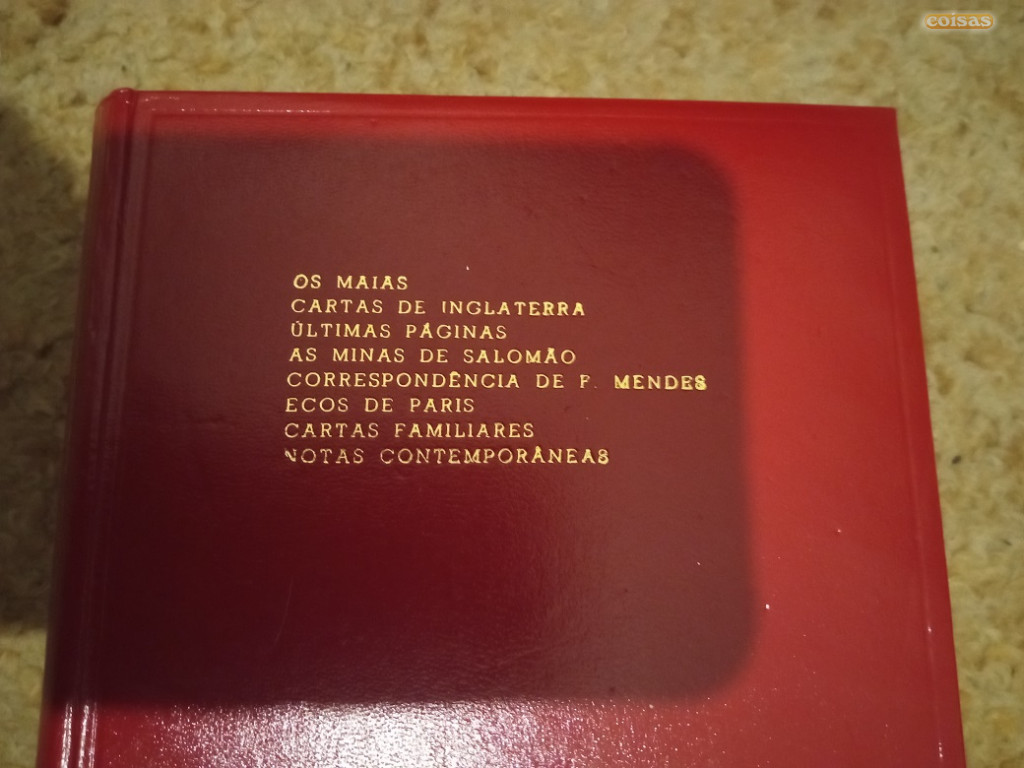 coisas
OS MAIAS
CARTAS DE INGLATERRA
ÚLTIMAS PÁGINAS
AS MINAS DE SALOMÃO
CORRESPONDÊNCIA DE F. MENDES
ECOS DE PARIS
CARTAS FAMILIARES
NOTAS CONTEMPORÂNEAS